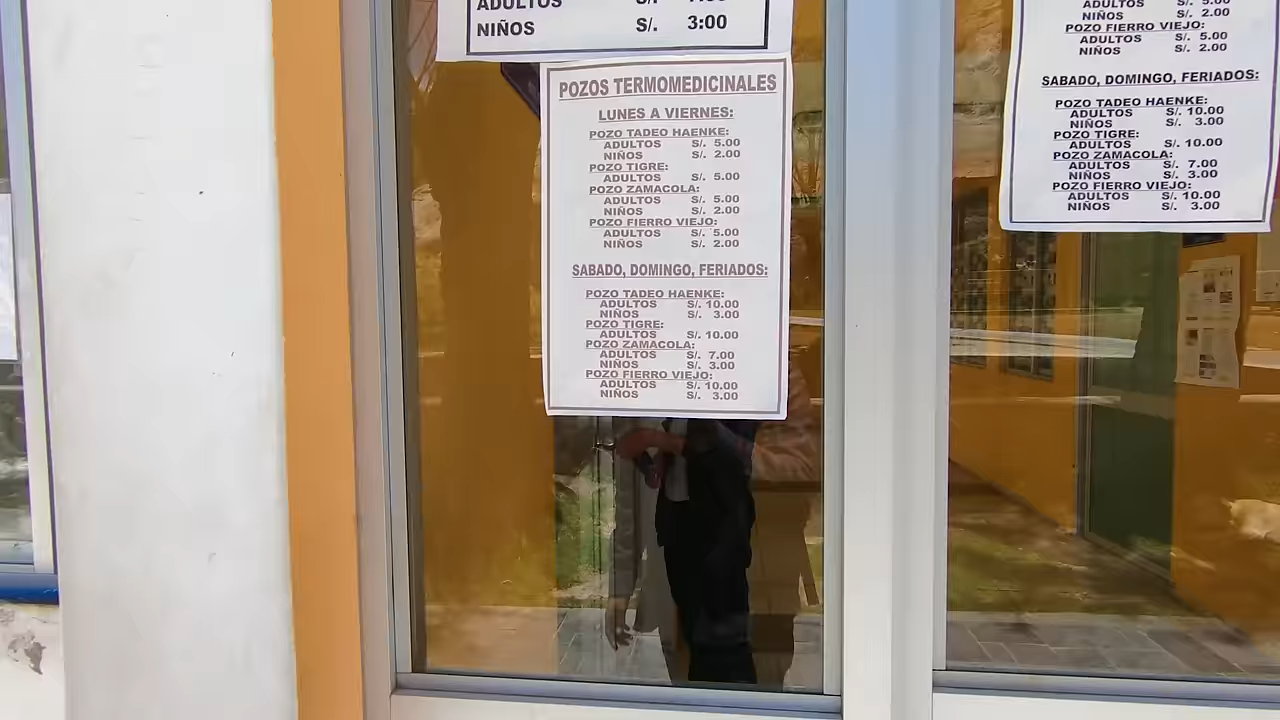 ADULTOS S/.
NIÑOS S/. 3:00
POZOS TERMOMEDICINALES
LUNES A VIERNES:
POZO TADEO HAENKE:
ADULTOS S/. 5.00
NIÑOS S/. 2.00
POZO TIGRE:
ADULTOS S/. 5.00
POZO ZAMACOLA:
ADULTOS S/. 5.00
NIÑOS S/. 2.00
POZO FIERRO VIEJO:
ADULTOS S/. 5.00
NIÑOS S/. 2.00
SABADO, DOMINGO, FERIADOS:
POZO TADEO HAENKE:
ADULTOS S/. 10.00
NIÑOS S/. 3.00
POZO TIGRE:
ADULTOS S/. 10.00
POZO ZAMACOLA:
ADULTOS S/. 7.00
NIÑOS S/. 3.00
POZO FIERRO VIEJO:
ADULTOS S/. 10.00
NIÑOS S/. 3.00
ADULTOS S/. 5.00
NIÑOS S/. 2.00
POZO FIERRO VIEJO:
ADULTOS S/. 5.00
NIÑOS S/. 2.00
SABADO, DOMINGO, FERIADOS:
POZO TADEO HAENKE:
ADULTOS S/. 10.00
NIÑOS S/. 3.00
POZO TIGRE:
ADULTOS S/. 10.00
POZO ZAMACOLA:
ADULTOS S/. 7.00
NIÑOS S/. 3.00
POZO FIERRO VIEJO:
ADULTOS S/. 10.00
NIÑOS S/. 3.00